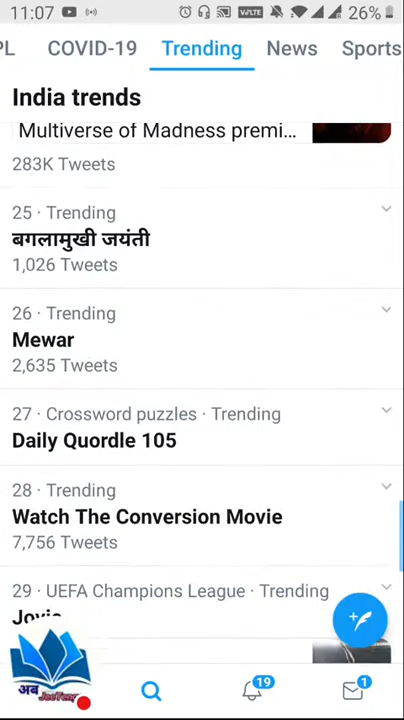 11:07 VoLTE 26%
PL COVID-19 Trending News Sports
India trends
Multiverse of Madness premi...
283K Tweets
25 · Trending
बगलामुखी जयंती
1,026 Tweets
26 · Trending
Mewar
2,635 Tweets
27 · Crossword puzzles · Trending
Daily Quordle 105
28 · Trending
Watch The Conversion Movie
7,756 Tweets
29 · UEFA Champions League · Trending
अब
19
1